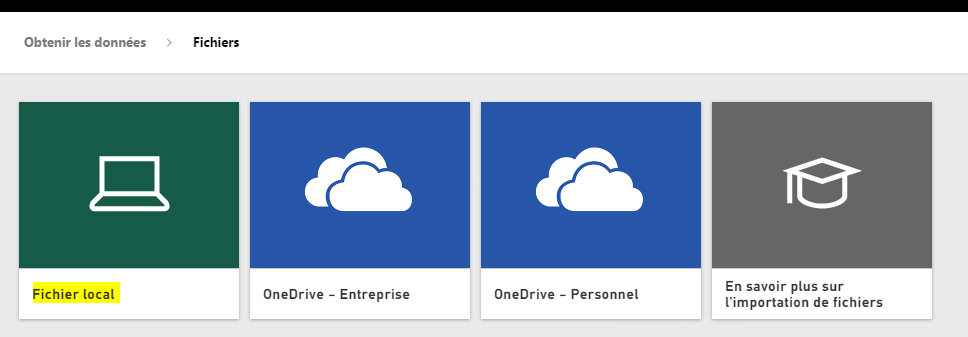 Obtenir les données > Fichiers
Fichier local
OneDrive – Entreprise
OneDrive – Personnel
En savoir plus sur
l'importation de fichiers